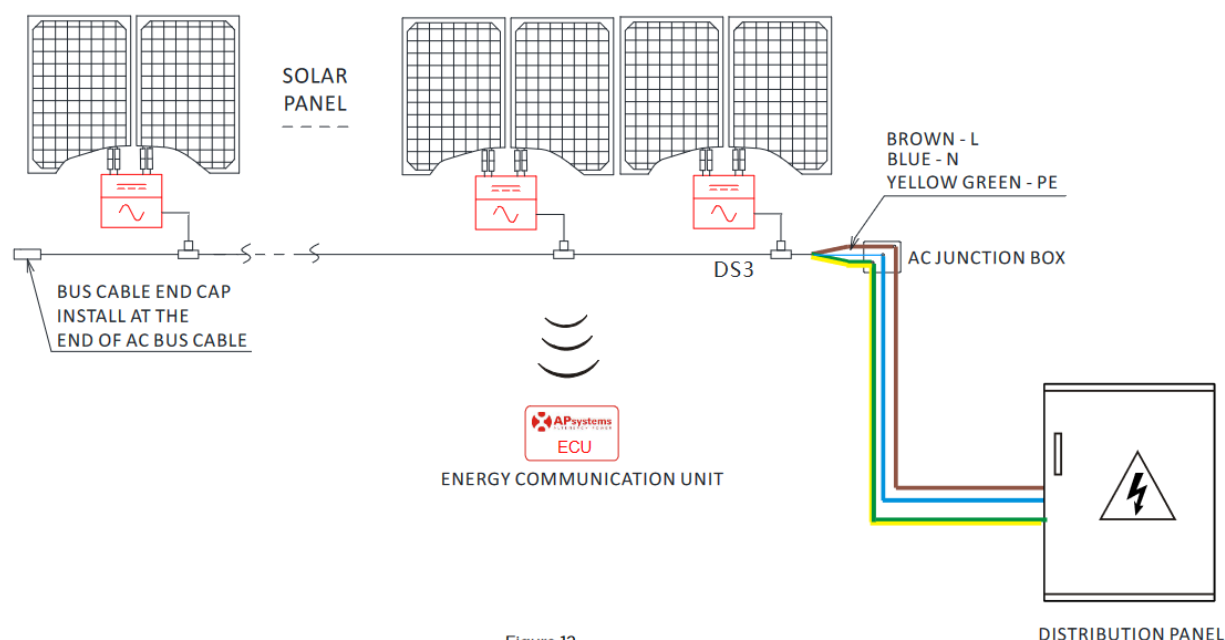 SOLAR
PANEL
BROWN - L
BLUE - N
YELLOW GREEN - PE
AC JUNCTION BOX
DS3
BUS CABLE END CAP
INSTALL AT THE
END OF AC BUS CABLE
APsystems
ECU
ENERGY COMMUNICATION UNIT
DISTRIBUTION PANEL